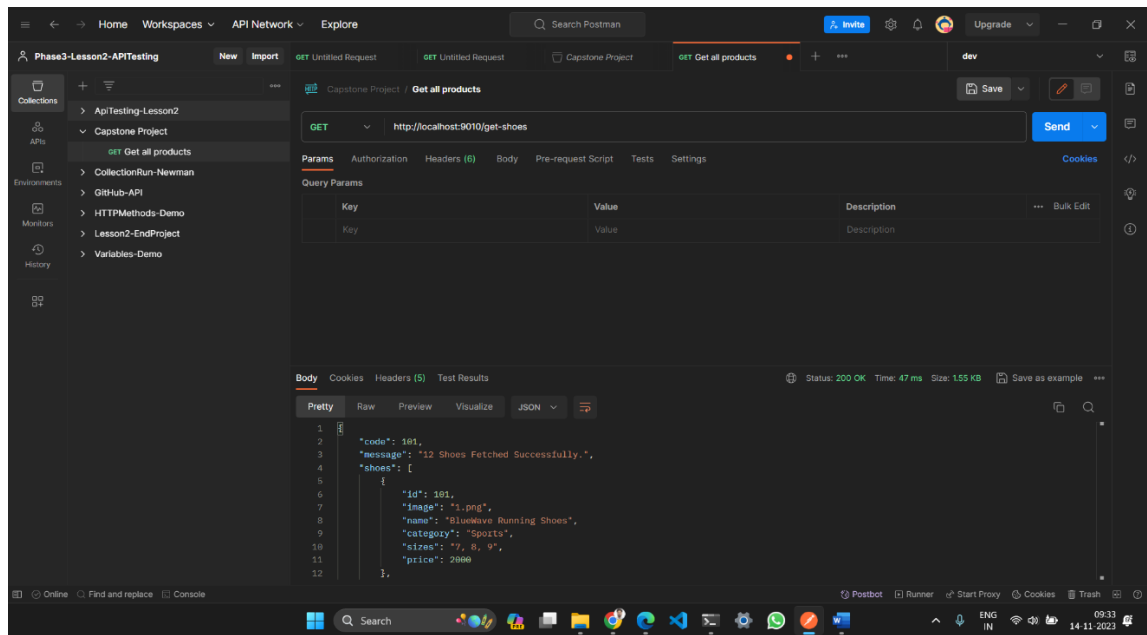 Home Workspaces API Network Explore Search Postman Invite Upgrade
Phase3-Lesson2-APITesting New Import GET Untitled Request GET Untitled Request Capstone Project GET Get all products dev
Collections
APIs
Environments
Monitors
History
ApiTesting-Lesson2
Capstone Project
GET Get all products
CollectionRun-Newman
GitHub-API
HTTPMethods-Demo
Lesson2-EndProject
Variables-Demo
HTTP Capstone Project / Get all products Save
GET http://localhost:9010/get-shoes Send
Params Authorization Headers (6) Body Pre-request Script Tests Settings Cookies
Query Params
Key Value Description Bulk Edit
Key Value Description
Body Cookies Headers (5) Test Results Status: 200 OK Time: 47 ms Size: 1.55 KB Save as example
Pretty Raw Preview Visualize JSON
1 {
2 "code": 101,
3 "message": "12 Shoes Fetched Successfully.",
4 "shoes": [
5 {
6 "id": 101,
7 "image": "1.png",
8 "name": "BlueWave Running Shoes",
9 "category": "Sports",
10 "sizes": "7, 8, 9",
11 "price": 2000
12 },
Online Find and replace Console Postbot Runner Start Proxy Cookies Trash
Search ENG 09:33
IN 14-11-2023